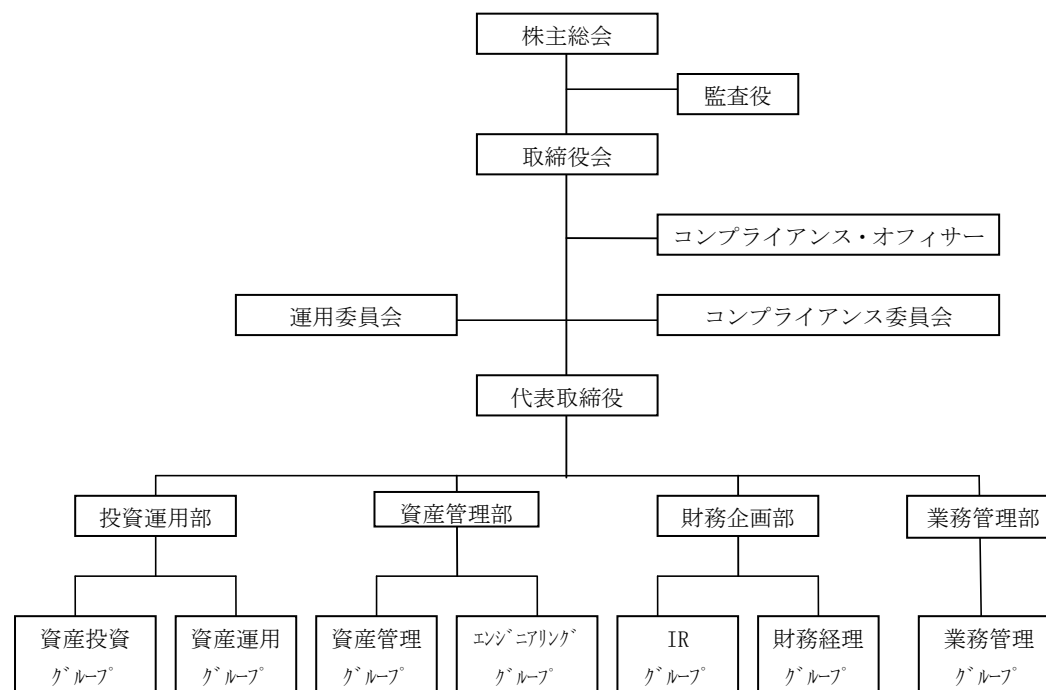 株主総会
監査役
取締役会
コンプライアンス・オフィサー
運用委員会
コンプライアンス委員会
代表取締役
投資運用部
資産管理部
財務企画部
業務管理部
資産投資
ｸﾞﾙｰﾌﾟ
資産運用
ｸﾞﾙｰﾌﾟ
資産管理
ｸﾞﾙｰﾌﾟ
ｴﾝｼﾞﾆｱﾘﾝｸﾞ
ｸﾞﾙｰﾌﾟ
IR
ｸﾞﾙｰﾌﾟ
財務経理
ｸﾞﾙｰﾌﾟ
業務管理
ｸﾞﾙｰﾌﾟ